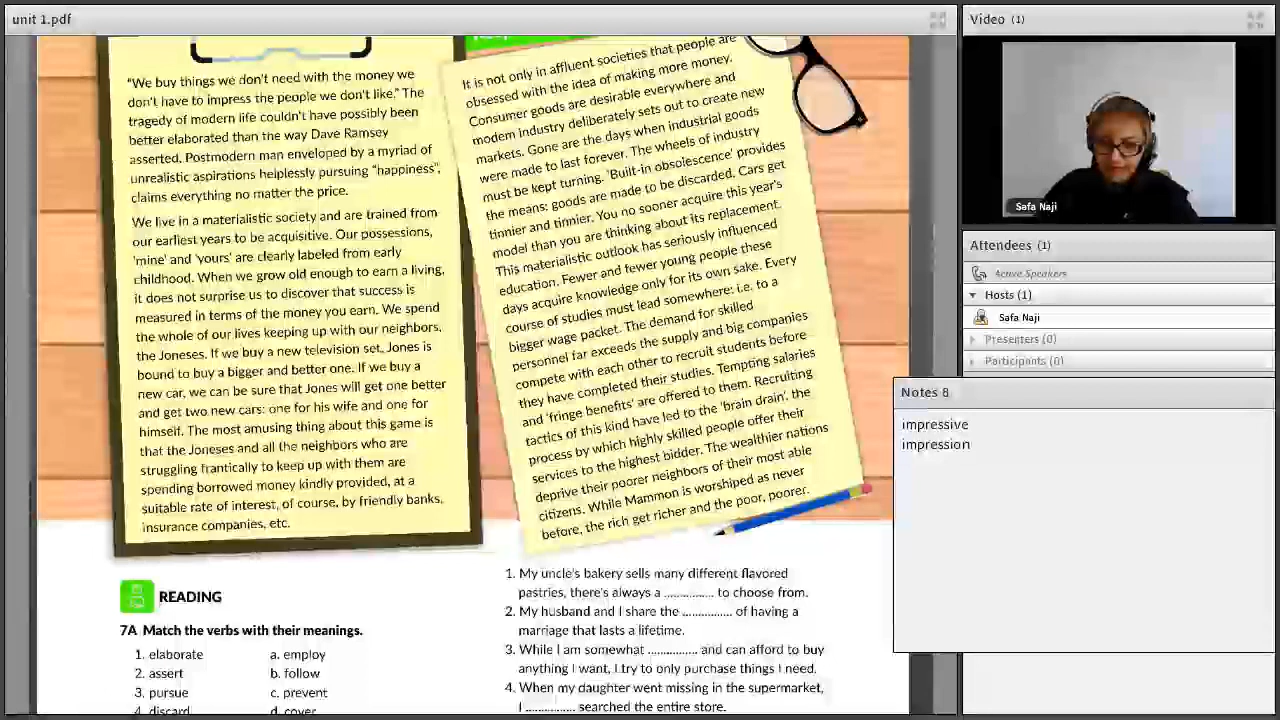 unit 1.pdf
"We buy things we don't need with the money we
don't have to impress the people we don't like." The
tragedy of modern life couldn't have possibly been
better elaborated than the way Dave Ramsey
asserted. Postmodern man enveloped by a myriad of
unrealistic aspirations helplessly pursuing "happiness",
claims everything no matter the price.
We live in a materialistic society and are trained from
our earliest years to be acquisitive. Our possessions,
'mine' and 'yours' are clearly labeled from early
childhood. When we grow old enough to earn a living,
it does not surprise us to discover that success is
measured in terms of the money you earn. We spend
the whole of our lives keeping up with our neighbors,
the Joneses. If we buy a new television set, Jones is
bound to buy a bigger and better one. If we buy a
new car, we can be sure that Jones will get one better
and get two new cars: one for his wife and one for
himself. The most amusing thing about this game is
that the Joneses and all the neighbors who are
struggling frantically to keep up with them are
spending borrowed money kindly provided, at a
suitable rate of interest, of course, by friendly banks,
insurance companies, etc.
It is not only in affluent societies that people are
obsessed with the idea of making more money.
Consumer goods are desirable everywhere and
modern industry deliberately sets out to create new
markets. Gone are the days when industrial goods
were made to last forever. The wheels of industry
must be kept turning. 'Built-in obsolescence' provides
the means: goods are made to be discarded. Cars get
tinnier and tinnier. You no sooner acquire this year's
model than you are thinking about its replacement.
This materialistic outlook has seriously influenced
education. Fewer and fewer young people these
days acquire knowledge only for its own sake. Every
course of studies must lead somewhere: i.e. to a
bigger wage packet. The demand for skilled
personnel far exceeds the supply and big companies
compete with each other to recruit students before
they have completed their studies. Tempting salaries
and 'fringe benefits' are offered to them. Recruiting
tactics of this kind have led to the 'brain drain', the
process by which highly skilled people offer their
services to the highest bidder. The wealthier nations
deprive their poorer neighbors of their most able
citizens. While Mammon is worshiped as never
before, the rich get richer and the poor, poorer.
READING
7A Match the verbs with their meanings.
1. elaborate a. employ
2. assert b. follow
3. pursue c. prevent
4. discard d. cover
1. My uncle's bakery sells many different flavored
pastries, there's always a ............... to choose from.
2. My husband and I share the ............... of having a
marriage that lasts a lifetime.
3. While I am somewhat ............... and can afford to buy
anything I want, I try to only purchase things I need.
4. When my daughter went missing in the supermarket,
I ............... searched the entire store.
Video (1)
Safa Naji
Attendees (1)
Active Speakers
Hosts (1)
Safa Naji
Presenters (0)
Participants (0)
Notes 8
impressive
impression